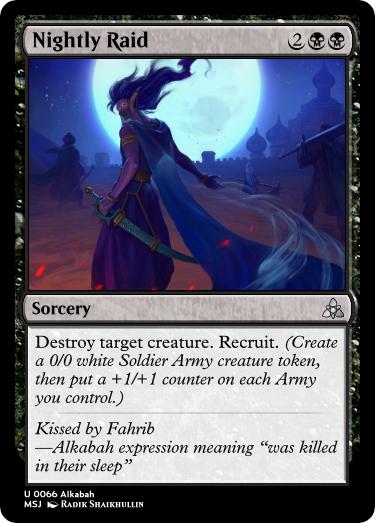 Nightly Raid 2
Sorcery
Destroy target creature. Recruit. (Create
a 0/0 white Soldier Army creature token,
then put a +1/+1 counter on each Army
you control.)
Kissed by Fahrib
—Alkabah expression meaning “was killed
in their sleep”
U 0066 Alkabah
MSJ Radik Shaikhullin